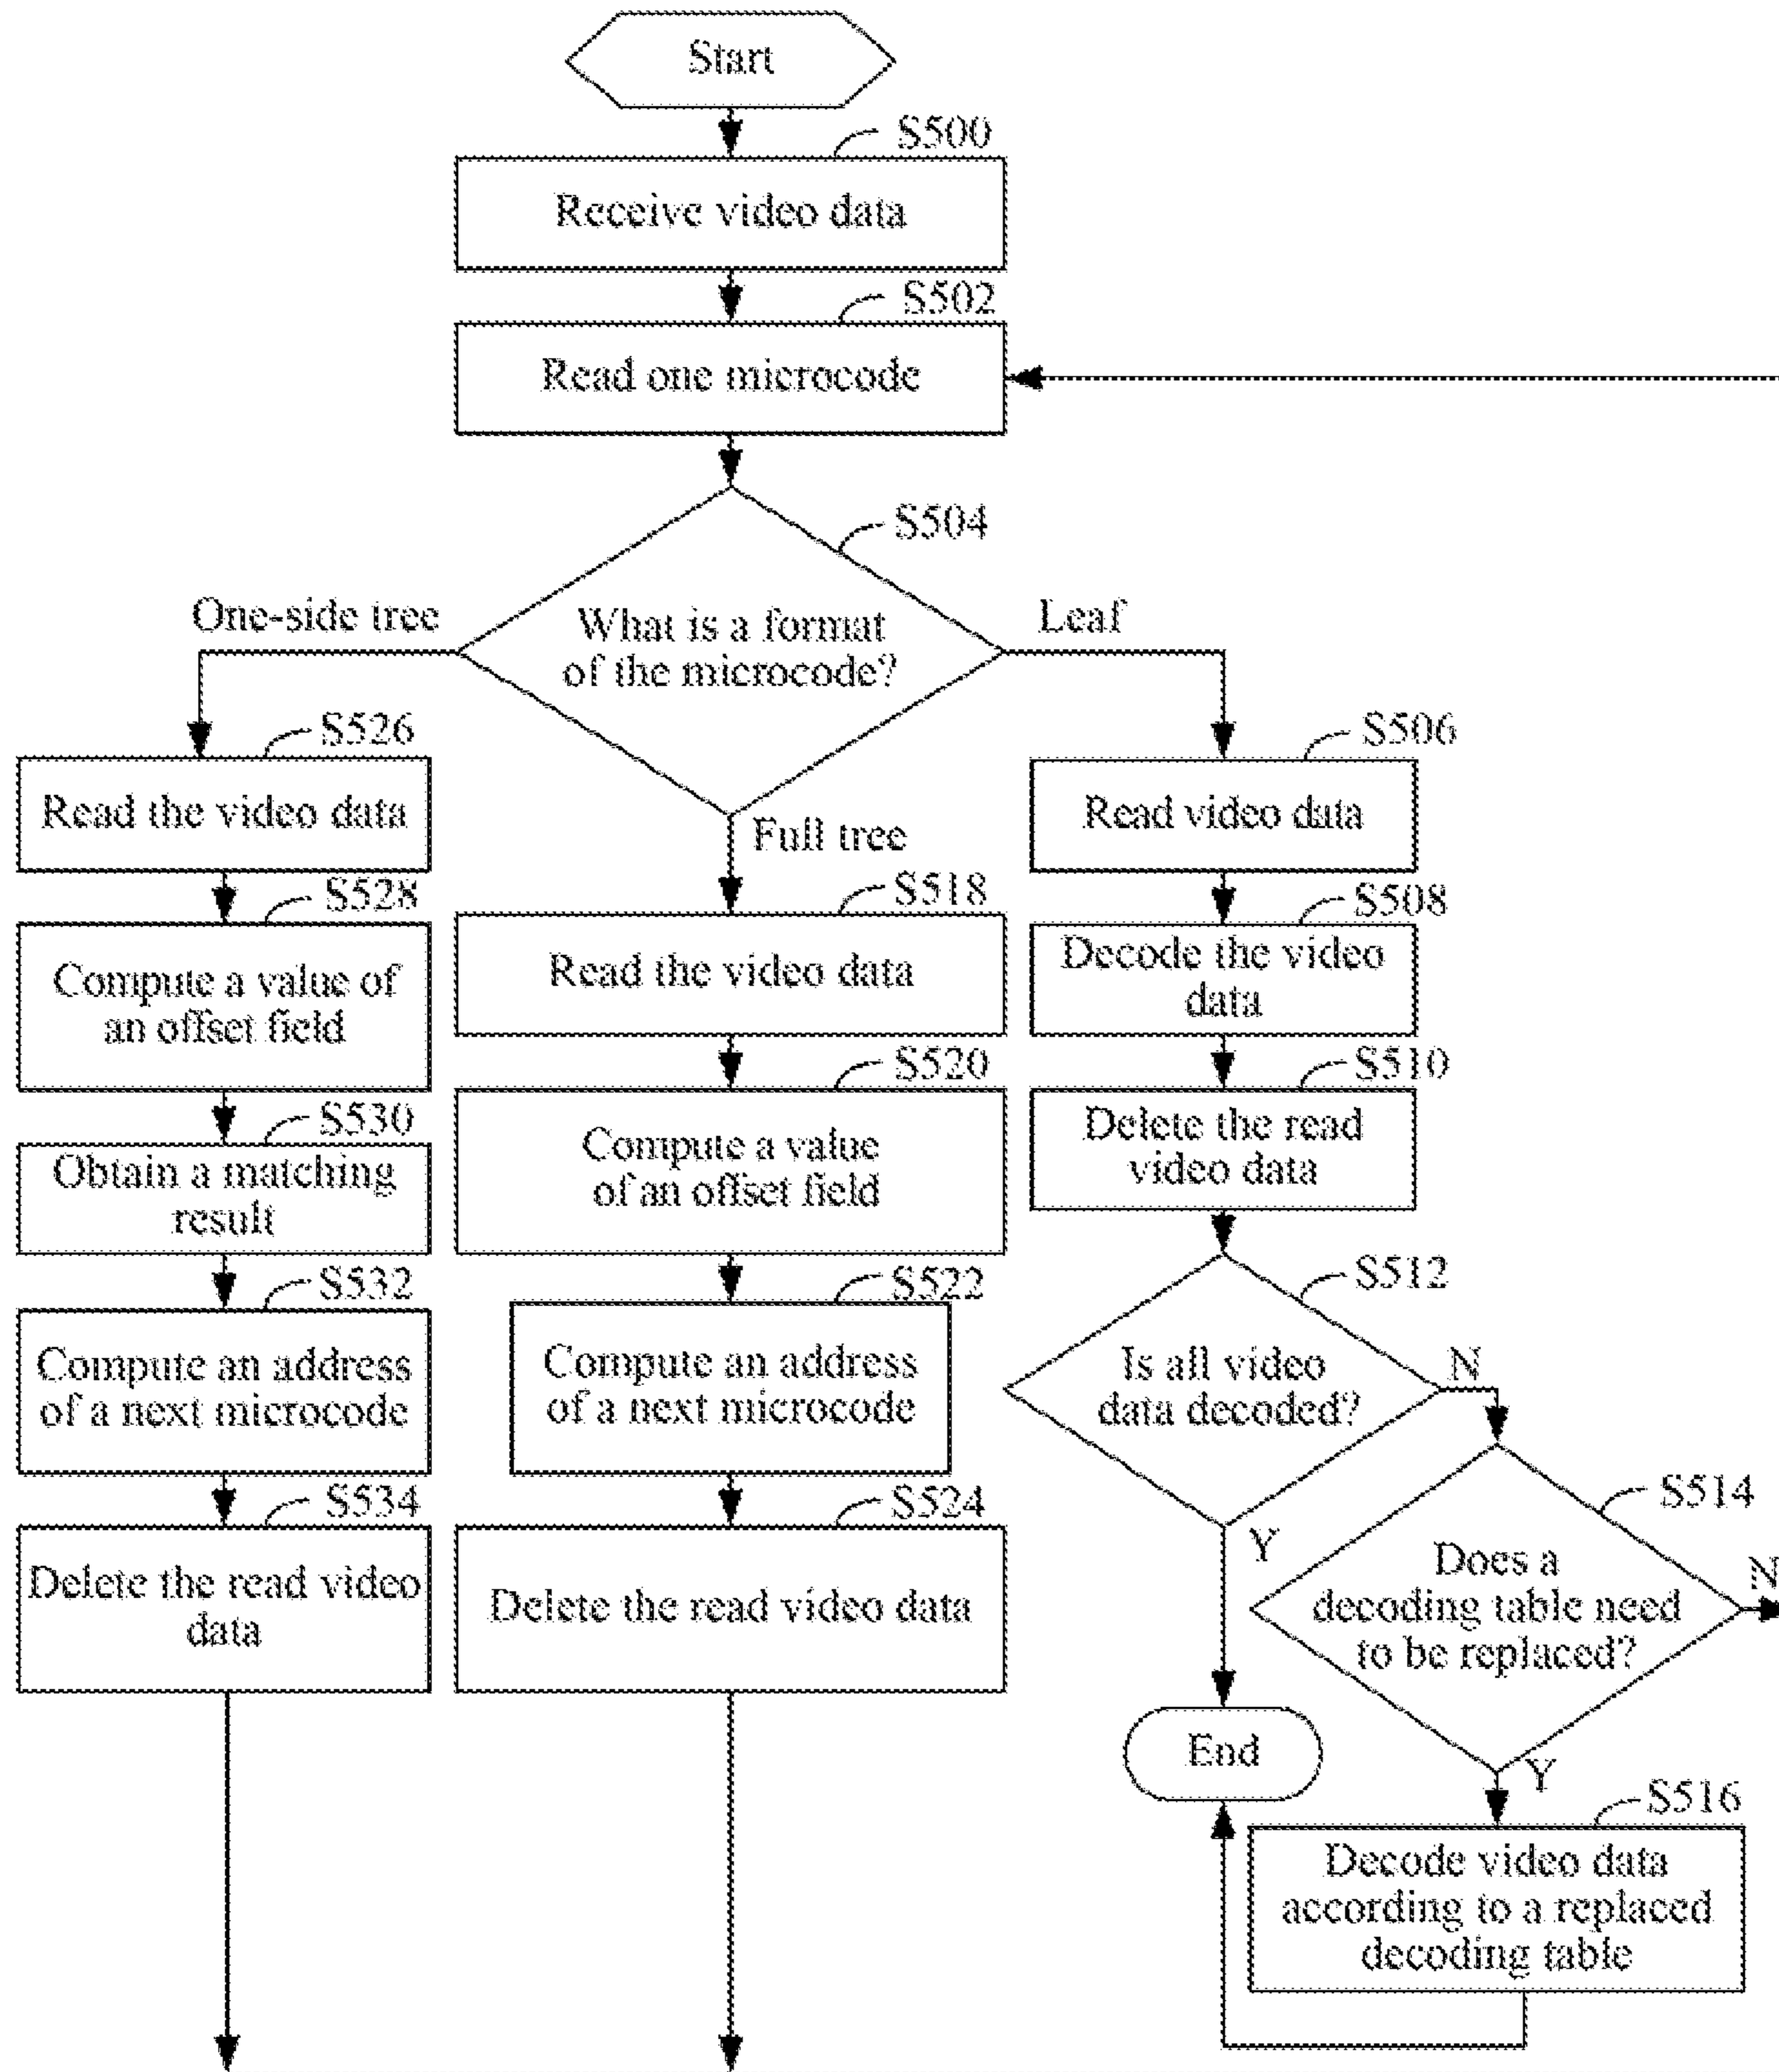 Start
S500
Receive video data
S502
Read one microcode
S504
What is a format
of the microcode?
One-side tree
Leaf
Full tree
S526
Read the video data
S528
Compute a value of
an offset field
S530
Obtain a matching
result
S532
Compute an address
of a next microcode
S534
Delete the read video
data
S518
Read the video data
S520
Compute a value
of an offset field
S522
Compute an address
of a next microcode
S524
Delete the read video data
S506
Read video data
S508
Decode the video
data
S510
Delete the read
video data
S512
Is all video
data decoded?
N
Y
End
S514
Does a
decoding table need
to be replaced?
N
Y
S516
Decode video data
according to a replaced
decoding table